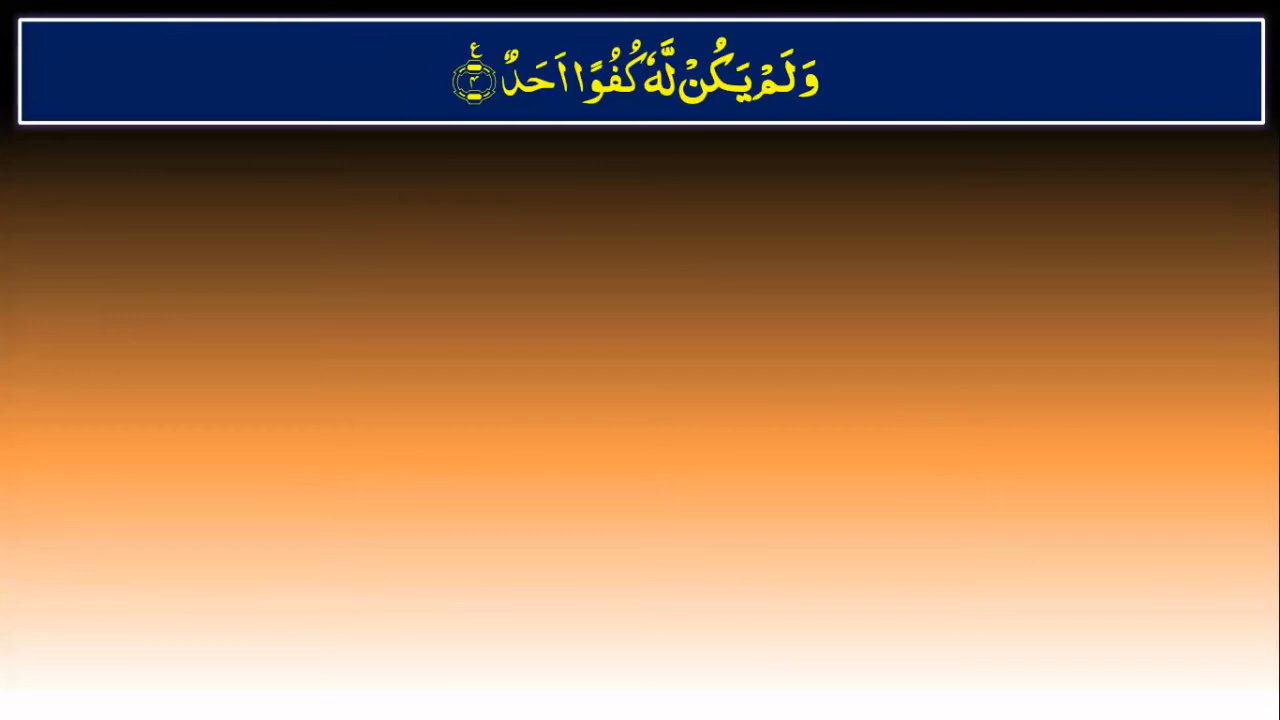 وَلَمْ يَكُنْ لَّهٗ كُفُوًا اَحَدٌ ۝۴ ع